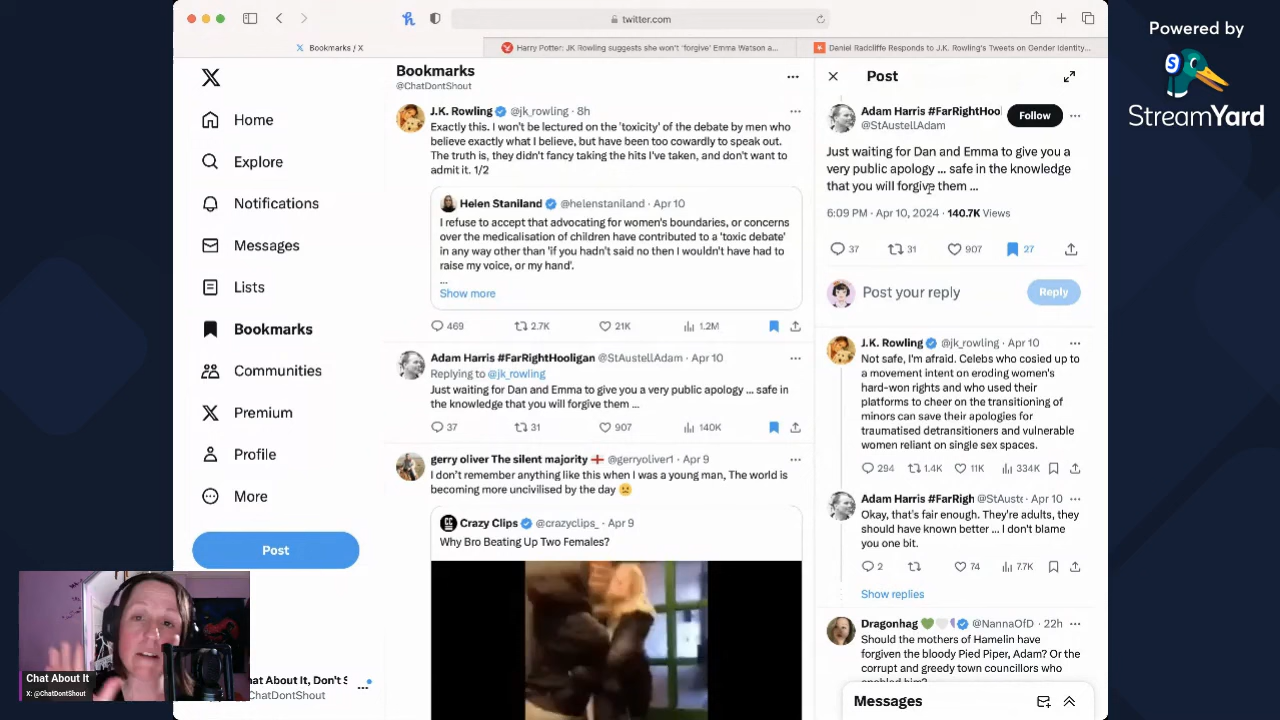 twitter.com
Bookmarks / X
Harry Potter: JK Rowling suggests she won't 'forgive' Emma Watson a...
Daniel Radcliffe Responds to J.K. Rowling's Tweets on Gender Identity...
Powered by
StreamYard
Home
Explore
Notifications
Messages
Lists
Bookmarks
Communities
Premium
Profile
More
Post
Chat About It
X: @ChatDontShout
hat About It, Don't S
ChatDontShout
Bookmarks
@ChatDontShout
J.K. Rowling @jk_rowling · 8h
Exactly this. I won't be lectured on the 'toxicity' of the debate by men who
believe exactly what I believe, but have been too cowardly to speak out.
The truth is, they didn't fancy taking the hits I've taken, and don't want to
admit it. 1/2
Helen Staniland @helenstaniland · Apr 10
I refuse to accept that advocating for women's boundaries, or concerns
over the medicalisation of children have contributed to a 'toxic debate'
in any way other than 'if you hadn't said no then I wouldn't have had to
raise my voice, or my hand'.
...
Show more
469 2.7K 21K 1.2M
Adam Harris #FarRightHooligan @StAustellAdam · Apr 10
Replying to @jk_rowling
Just waiting for Dan and Emma to give you a very public apology ... safe in
the knowledge that you will forgive them ...
37 31 907 140K
gerry oliver The silent majority @gerryoliver1 · Apr 9
I don't remember anything like this when I was a young man, The world is
becoming more uncivilised by the day
Crazy Clips @crazyclips_ · Apr 9
Why Bro Beating Up Two Females?
Post
Adam Harris #FarRightHoo
@StAustellAdam
Follow
Just waiting for Dan and Emma to give you a
very public apology ... safe in the knowledge
that you will forgive them ...
6:09 PM · Apr 10, 2024 · 140.7K Views
37 31 907 27
Post your reply
Reply
J.K. Rowling @jk_rowling · Apr 10
Not safe, I'm afraid. Celebs who cosied up to
a movement intent on eroding women's
hard-won rights and who used their
platforms to cheer on the transitioning of
minors can save their apologies for
traumatised detransitioners and vulnerable
women reliant on single sex spaces.
294 1.4K 11K 334K
Adam Harris #FarRigh @StAuste · Apr 10
Okay, that's fair enough. They're adults, they
should have known better ... I don't blame
you one bit.
2 74 7.7K
Show replies
Dragonhag @NannaOfD · 22h
Should the mothers of Hamelin have
forgiven the bloody Pied Piper, Adam? Or the
corrupt and greedy town councillors who
Messages